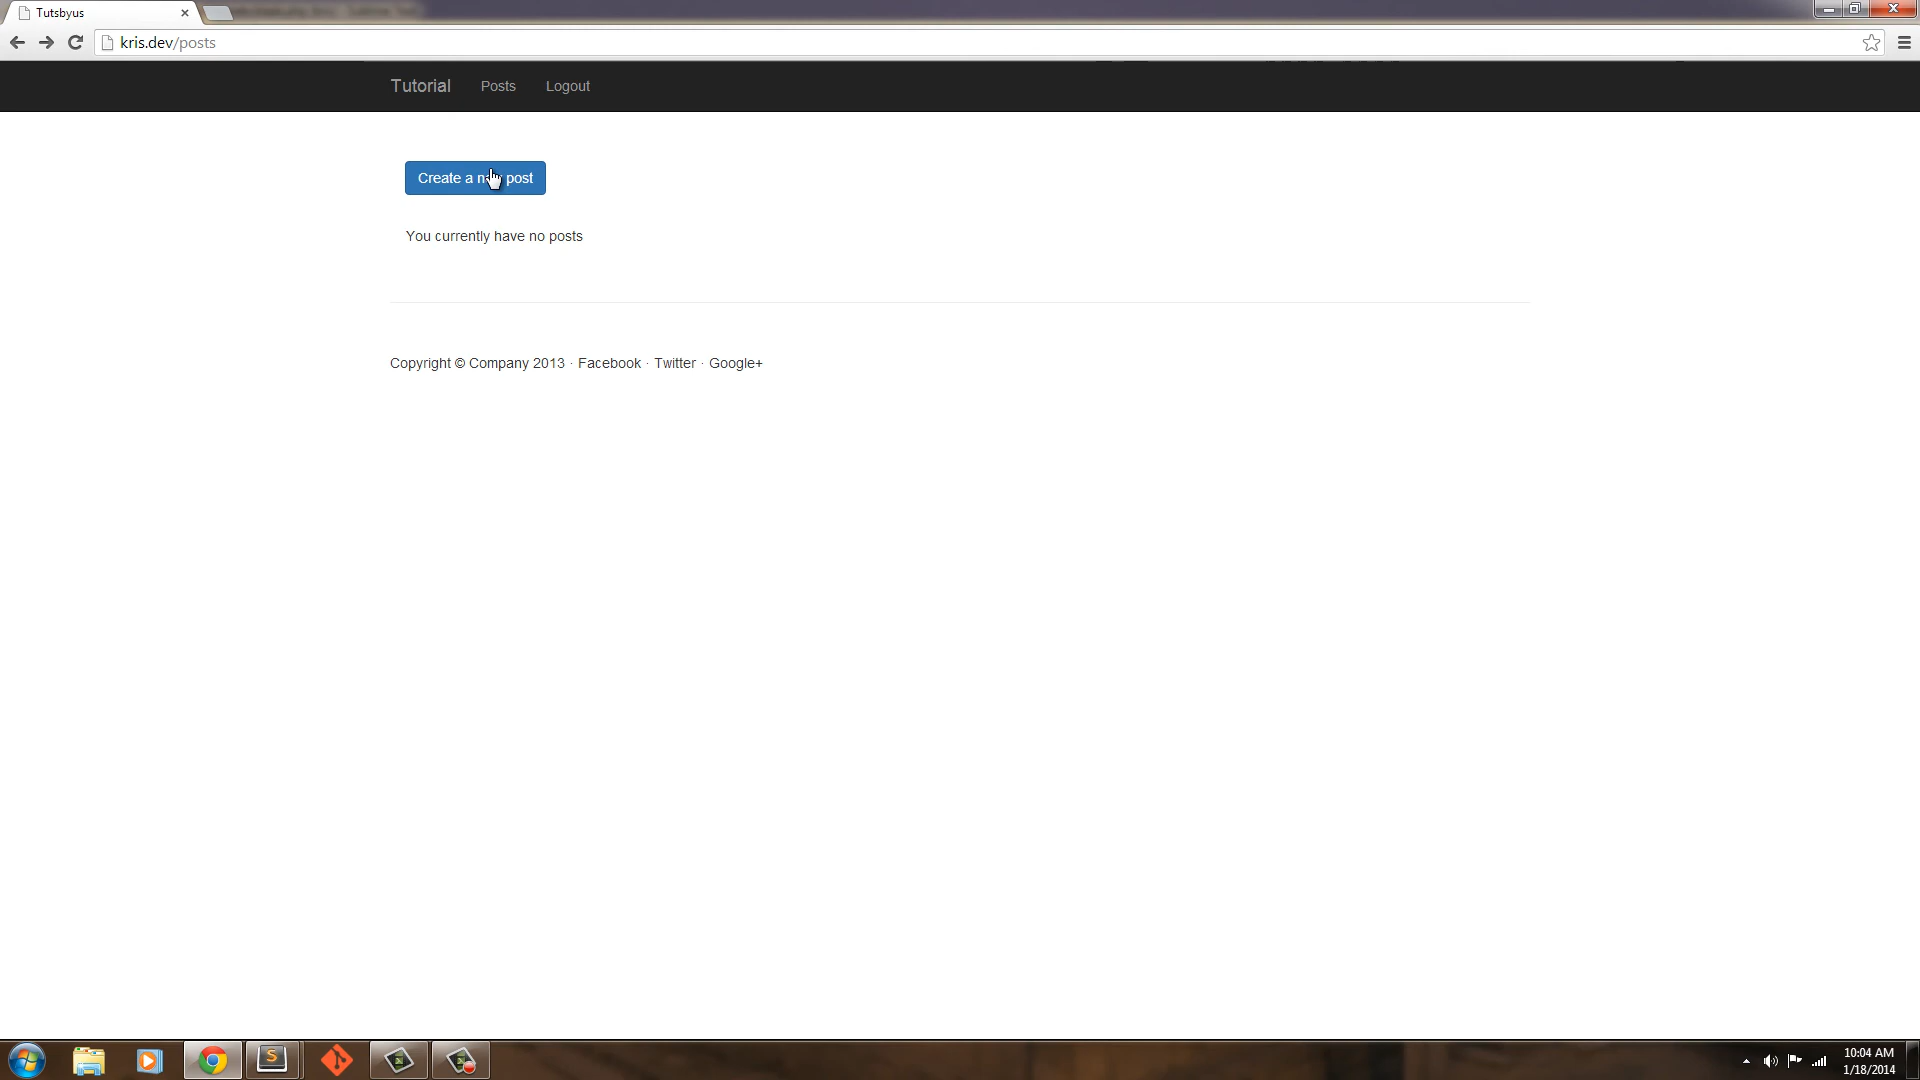 Tutsbyus
kris.dev/posts
Tutorial Posts Logout
Create a post
You currently have no posts
Copyright © Company 2013 · Facebook · Twitter · Google+
10:04 AM
1/18/2014